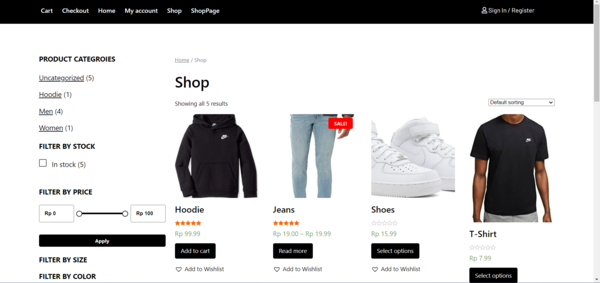 Cart Checkout Home My account Shop ShopPage Sign In / Register
PRODUCT CATEGROIES
Uncategorized (5)
Hoodie (1)
Men (4)
Women (1)
FILTER BY STOCK
In stock (5)
FILTER BY PRICE
Rp 0 Rp 100
Apply
FILTER BY SIZE
FILTER BY COLOR
Home / Shop
Shop
Showing all 5 results Default sorting
Hoodie
Rp 99.99
Add to cart
Add to Wishlist
SALE!
Jeans
Rp 19.00 – Rp 19.99
Read more
Add to Wishlist
Shoes
Rp 15.99
Select options
Add to Wishlist
T-Shirt
Rp 7.99
Select options